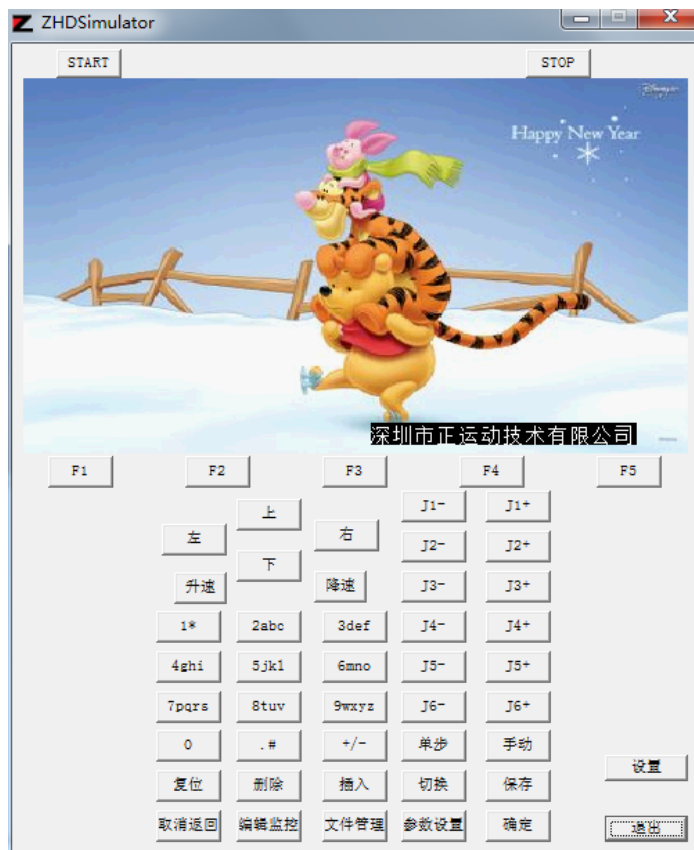 ZHDSimulator
START STOP
Disney
Happy New Year
深圳市正运动技术有限公司
F1 F2 F3 F4 F5
上 J1- J1+
左 右
J2- J2+
下
升速 降速 J3- J3+
1* 2abc 3def J4- J4+
4ghi 5jkl 6mno J5- J5+
7pqrs 8tuv 9wxyz J6- J6+
0 .# +/- 单步 手动
设置
复位 删除 插入 切换 保存
取消返回 编辑监控 文件管理 参数设置 确定 退出